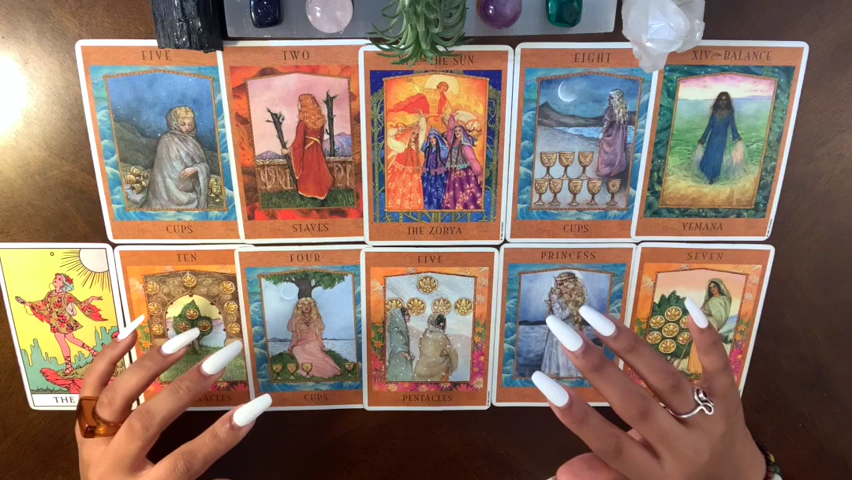 FIVE
CUPS
TWO
STAVES
THE SUN
THE ZORYA
EIGHT
CUPS
XIV BALANCE
YEMANA
THE
TEN
FOUR
CUPS
FIVE
PENTACLES
PRINCESS
SEVEN